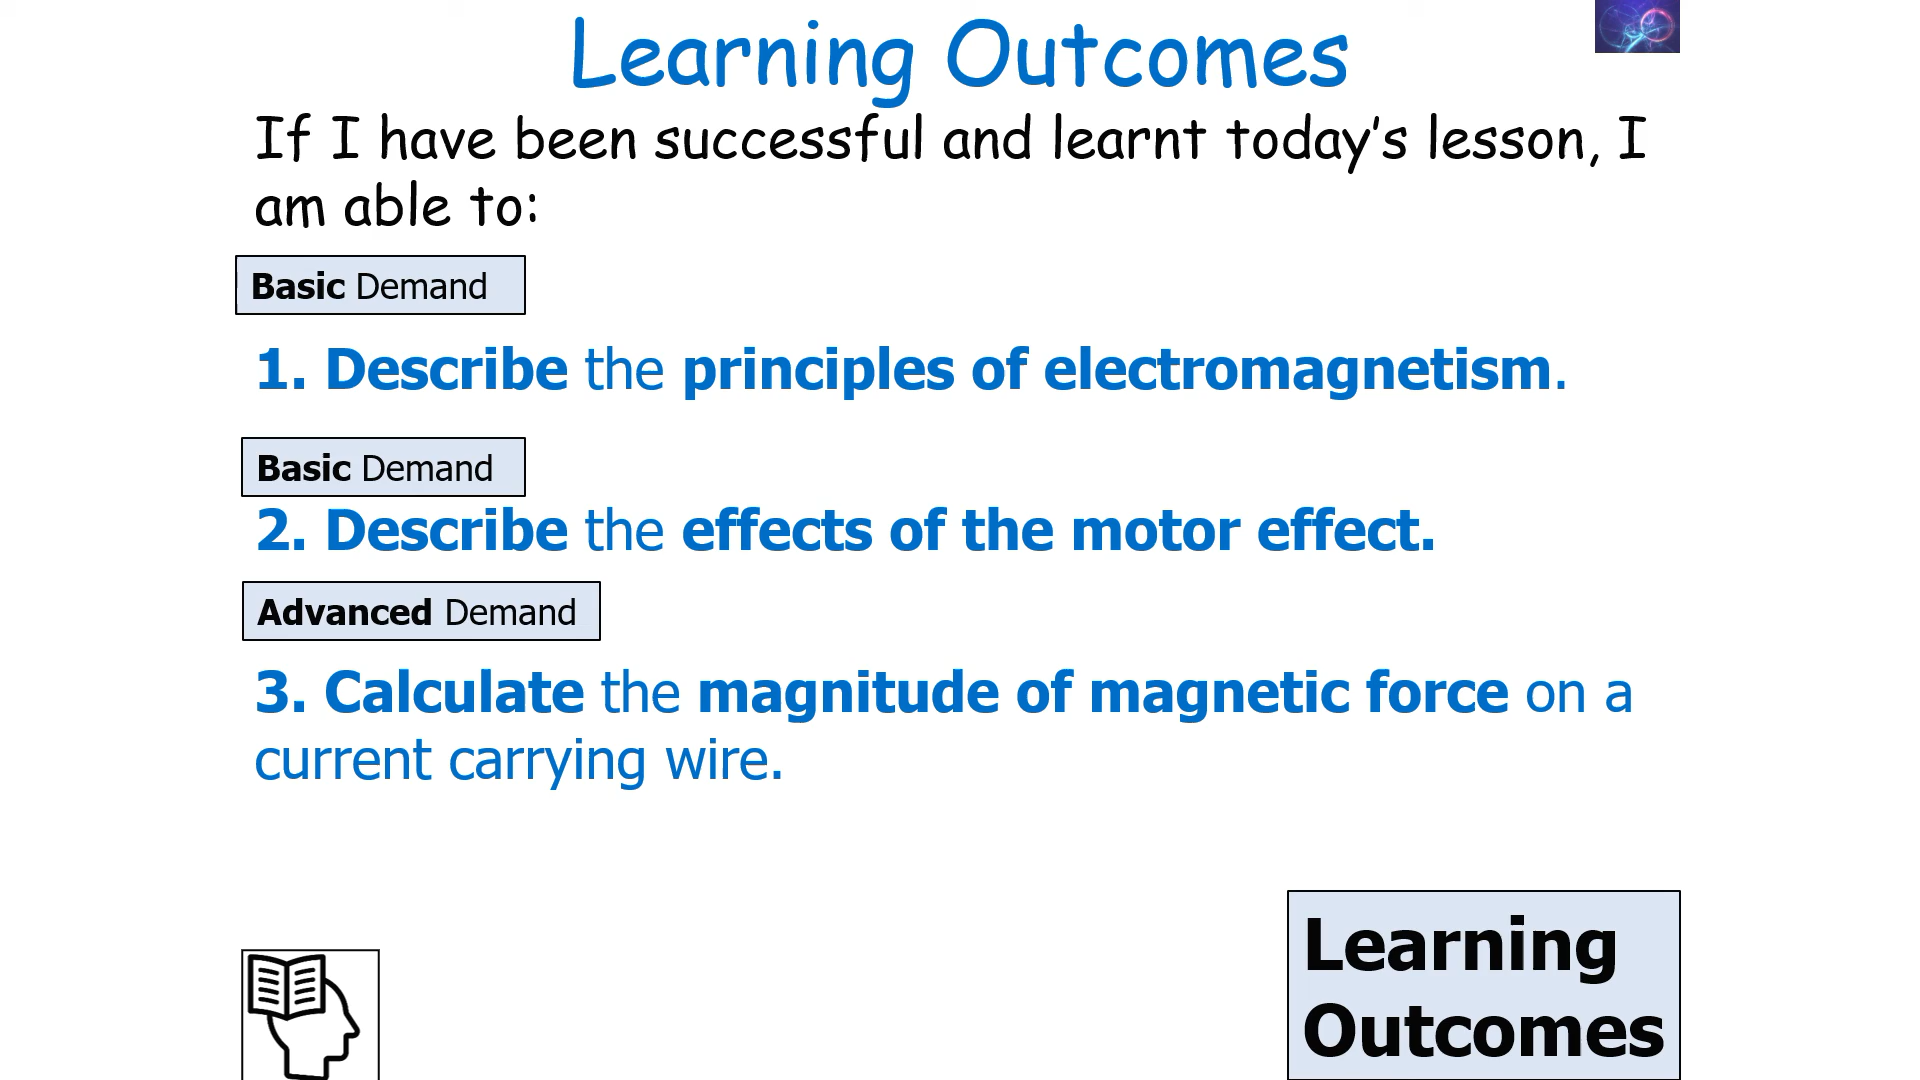 Learning Outcomes
If I have been successful and learnt today’s lesson, I
am able to:
Basic Demand
1. Describe the principles of electromagnetism.
Basic Demand
2. Describe the effects of the motor effect.
Advanced Demand
3. Calculate the magnitude of magnetic force on a
current carrying wire.
Learning
Outcomes